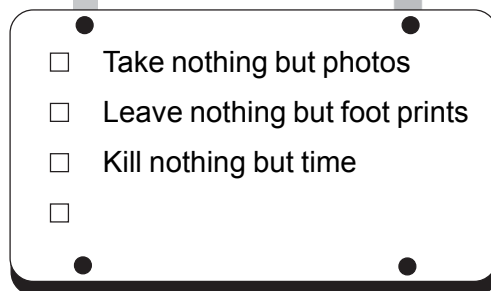 Take nothing but photos
Leave nothing but foot prints
Kill nothing but time